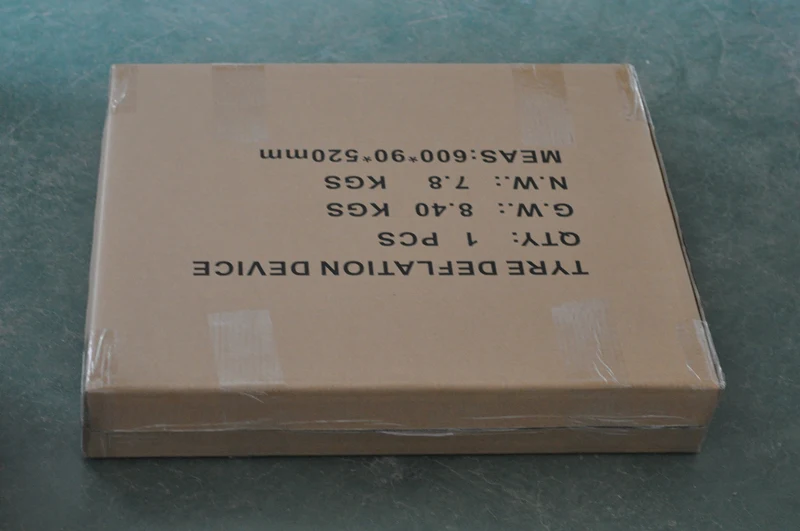 TYRE DEFLATION DEVICE
QTY: 1 PCS
G.W.: 8.40 KGS
N.W.: 7.8 KGS
MEAS:600*90*520mm